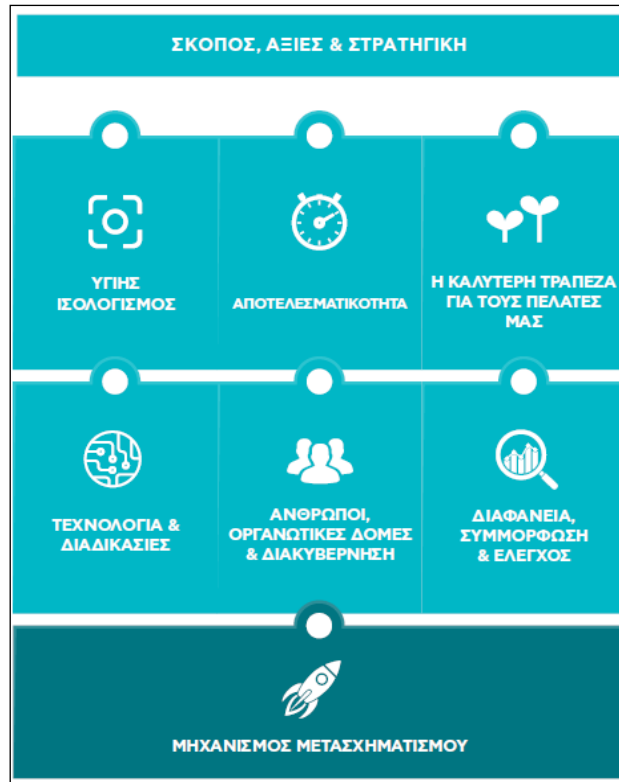 ΣΚΟΠΟΣ, ΑΞΙΕΣ & ΣΤΡΑΤΗΓΙΚΗ
ΥΓΙΗΣ
ΙΣΟΛΟΓΙΣΜΟΣ
ΑΠΟΤΕΛΕΣΜΑΤΙΚΟΤΗΤΑ
Η ΚΑΛΥΤΕΡΗ ΤΡΑΠΕΖΑ
ΓΙΑ ΤΟΥΣ ΠΕΛΑΤΕΣ
ΜΑΣ
ΤΕΧΝΟΛΟΓΙΑ &
ΔΙΑΔΙΚΑΣΙΕΣ
ΑΝΘΡΩΠΟΙ,
ΟΡΓΑΝΩΤΙΚΕΣ ΔΟΜΕΣ
& ΔΙΑΚΥΒΕΡΝΗΣΗ
ΔΙΑΦΑΝΕΙΑ,
ΣΥΜΜΟΡΦΩΣΗ
& ΕΛΕΓΧΟΣ
ΜΗΧΑΝΙΣΜΟΣ ΜΕΤΑΣΧΗΜΑΤΙΣΜΟΥ